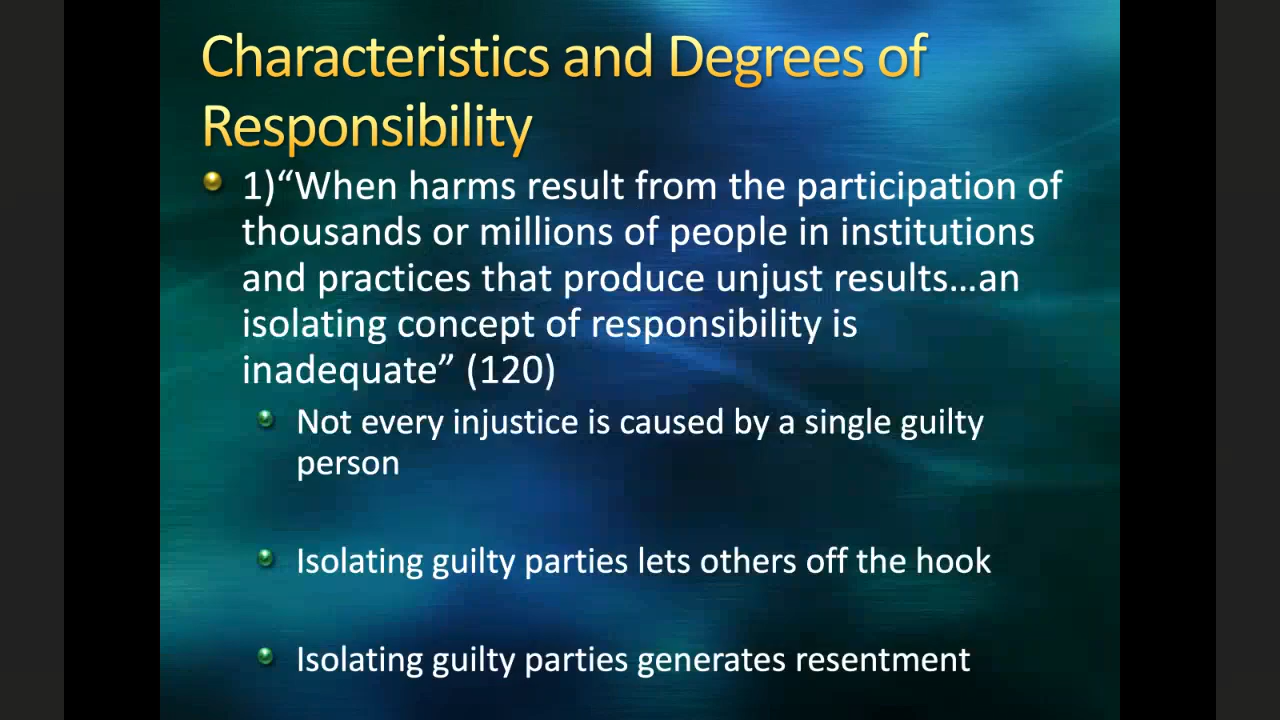 Characteristics and Degrees of
Responsibility
1)“When harms result from the participation of
thousands or millions of people in institutions
and practices that produce unjust results…an
isolating concept of responsibility is
inadequate” (120)
Not every injustice is caused by a single guilty
person
Isolating guilty parties lets others off the hook
Isolating guilty parties generates resentment